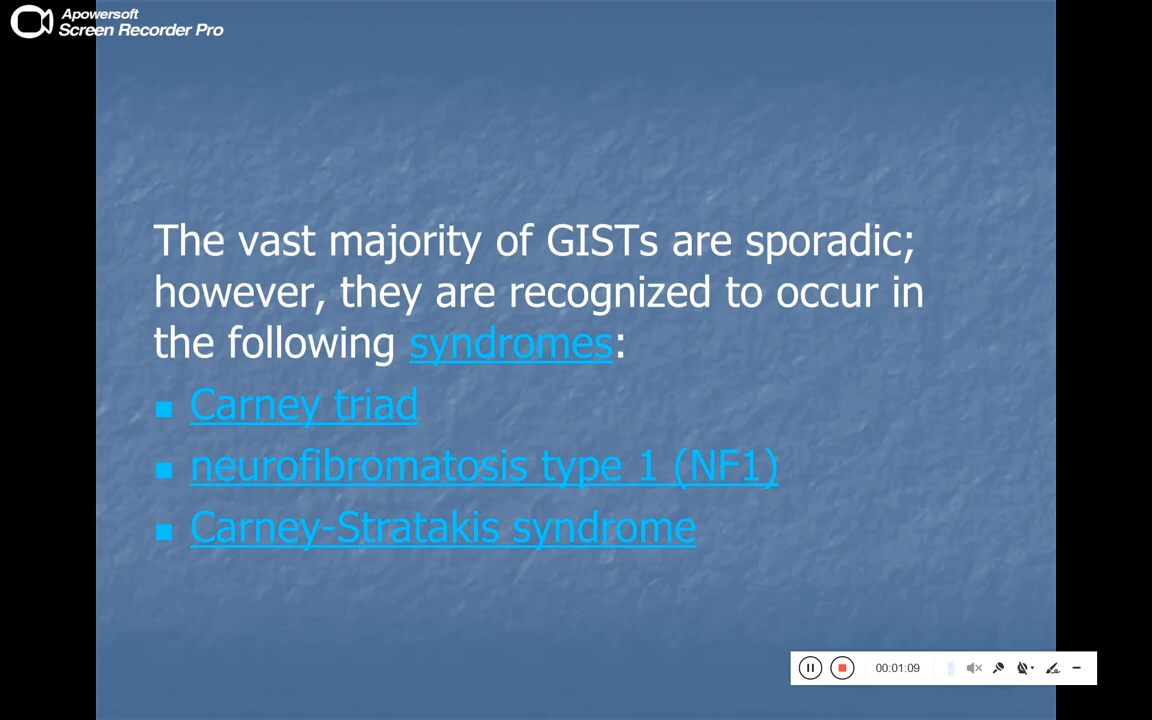 Apowersoft
Screen Recorder Pro
The vast majority of GISTs are sporadic;
however, they are recognized to occur in
the following syndromes:
Carney triad
neurofibromatosis type 1 (NF1)
Carney-Stratakis syndrome
00:01:09